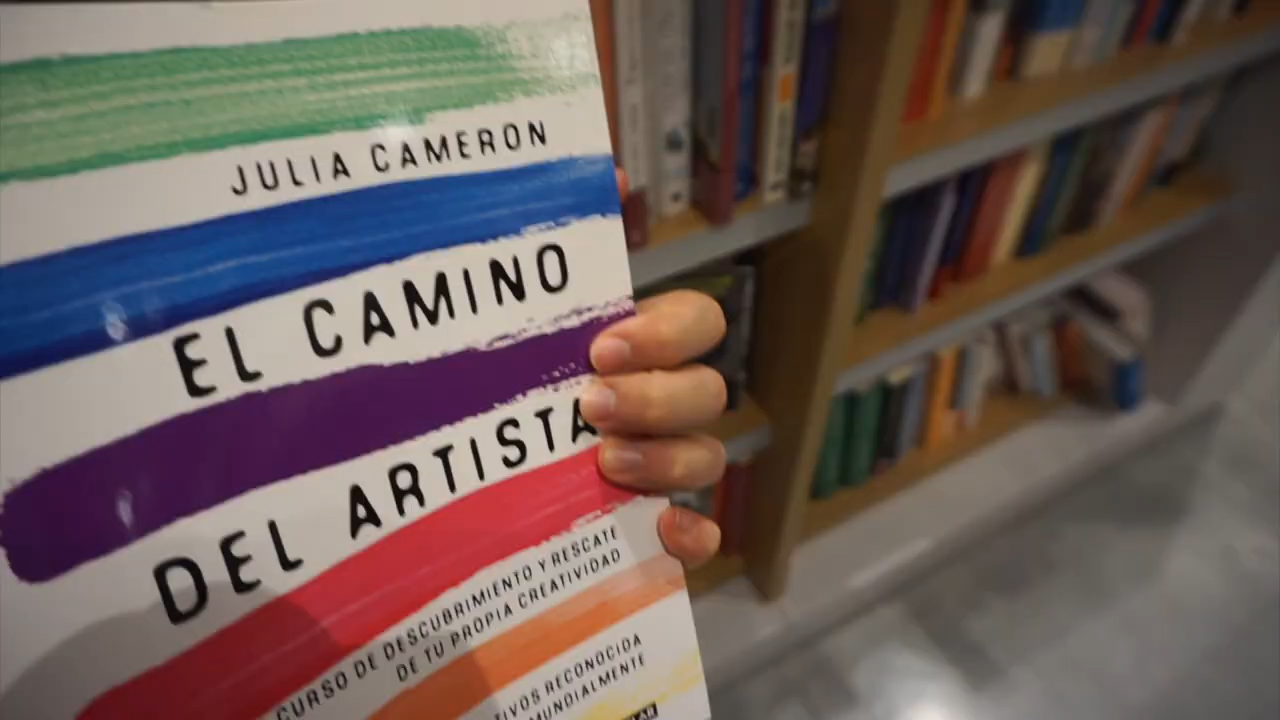 JULIA CAMERON
EL CAMINO
DEL ARTISTA
CURSO DE DESCUBRIMIENTO Y RESCATE
DE TU PROPIA CREATIVIDAD
RECONOCIDA
MUNDIALMENTE